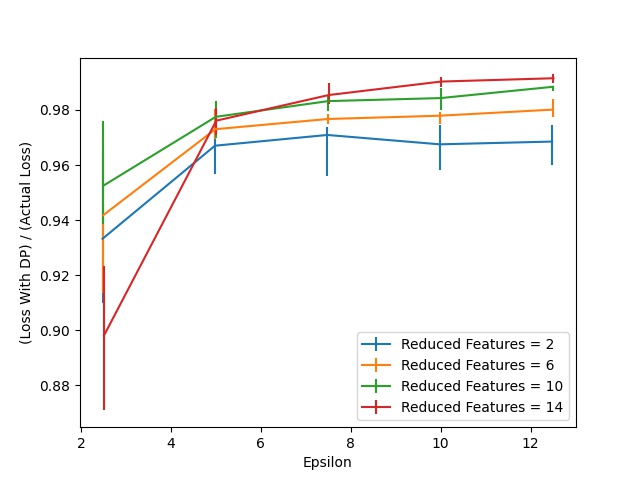 0.98
0.96
0.94
0.92
0.90
0.88
(Loss With DP) / (Actual Loss)
Reduced Features = 2
Reduced Features = 6
Reduced Features = 10
Reduced Features = 14
2 4 6 8 10 12
Epsilon